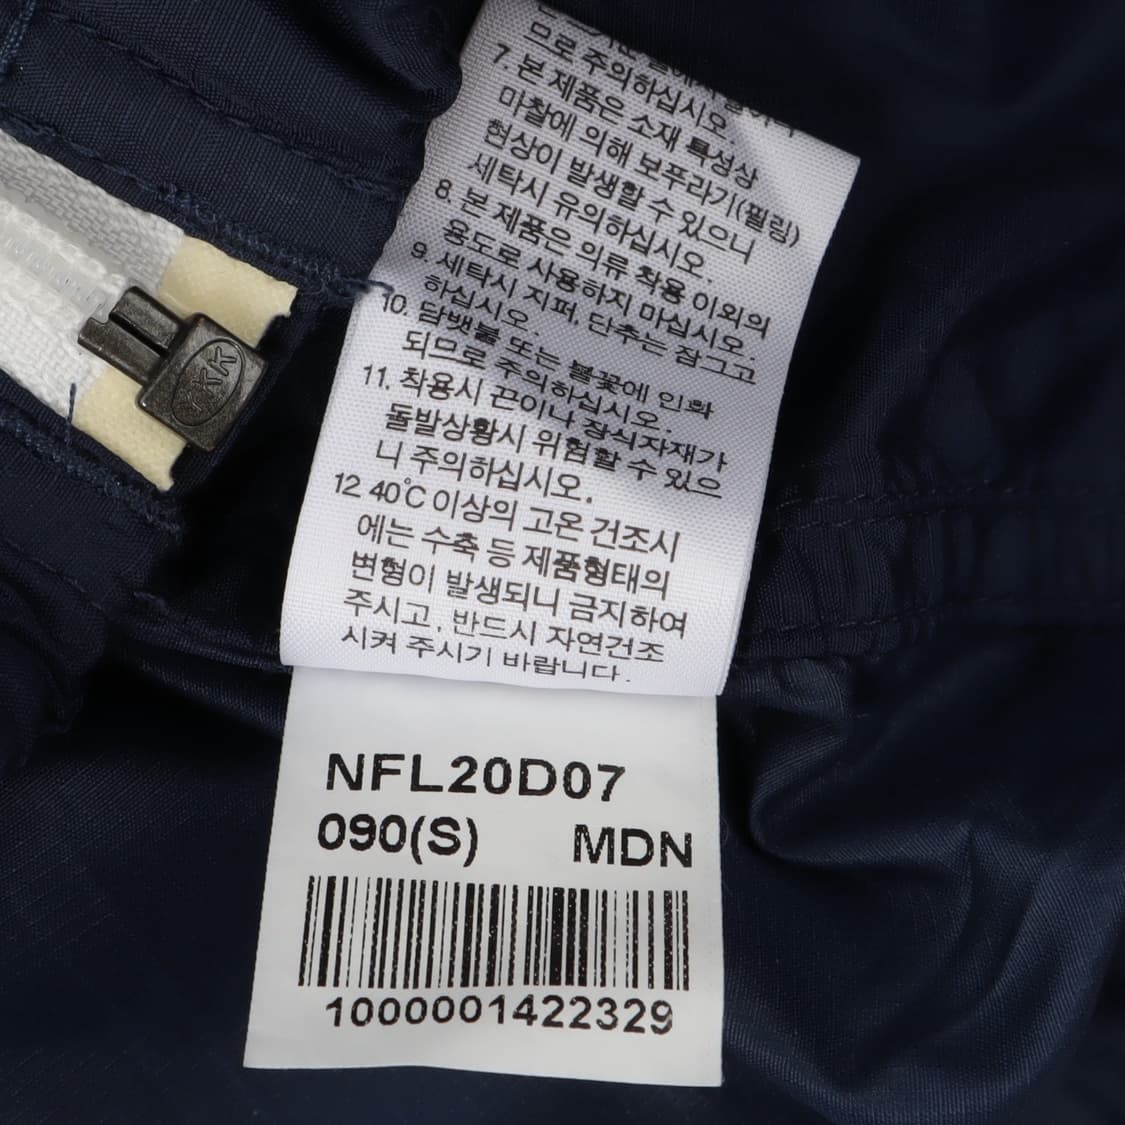 므로 주의하십시오.
7. 본 제품은 소재 특성상
마찰에 의해 보푸라기(필링)
현상이 발생할 수 있으니
세탁시 유의하십시오.
8. 본 제품은 의류 착용 이외의
용도로 사용하지 마십시오.
9. 세탁시 지퍼, 단추는 잠그고
하십시오.
10. 담뱃불 또는 불꽃에 인화
되므로 주의하십시오.
11. 착용시 끈이나 장식자재가
돌발상황시 위험할 수 있으
니 주의하십시오.
12 40℃ 이상의 고온 건조시
에는 수축 등 제품형태의
변형이 발생되니 금지하여
주시고, 반드시 자연건조
시켜 주시기 바랍니다.
YKK
NFL20D07
090(S) MDN
1000001422329